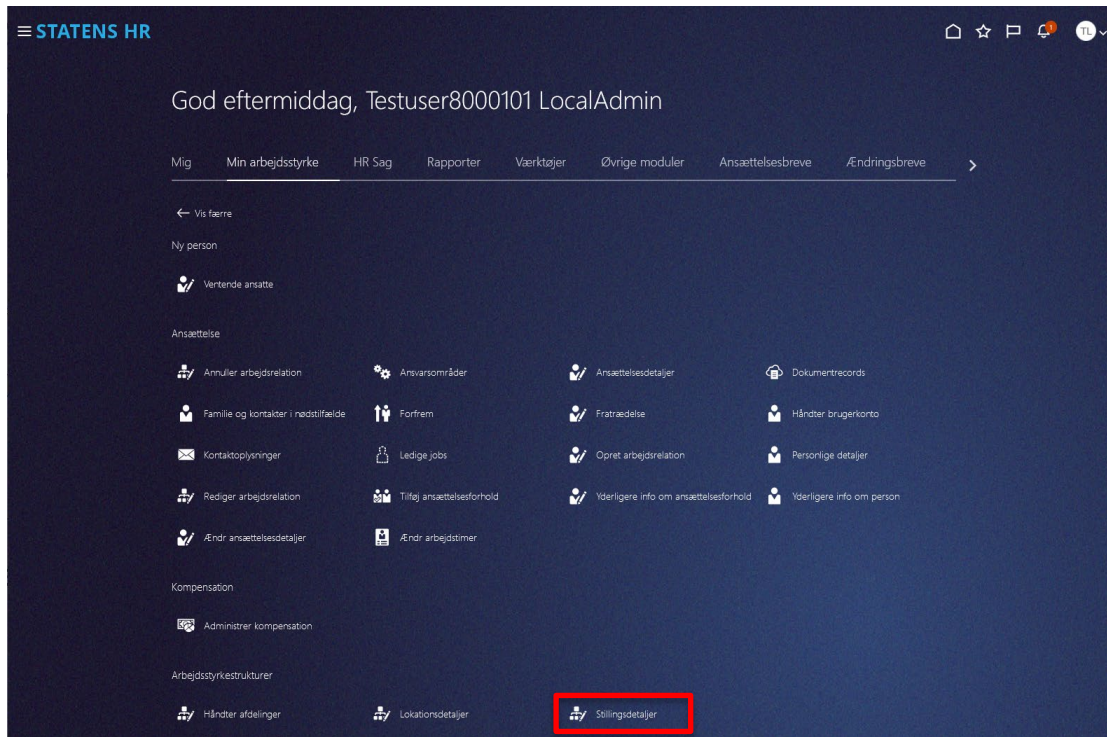 STATENS HR
1
TL
God eftermiddag, Testuser8000101 LocalAdmin
Mig Min arbejdsstyrke HR Sag Rapporter Værktøjer Øvrige moduler Ansættelsesbreve Ændringsbreve
Vis færre
Ny person
Ventende ansatte
Ansættelse
Annuller arbejdsrelation Ansvarsområder Ansættelsesdetaljer Dokumentrecords
Familie og kontakter i nødstilfælde Forfrem Fratrædelse Håndter brugerkonto
Kontaktoplysninger Ledige jobs Opret arbejdsrelation Personlige detaljer
Rediger arbejdsrelation Tilføj ansættelsesforhold Yderligere info om ansættelsesforhold Yderligere info om person
Ændr ansættelsesdetaljer Ændr arbejdstimer
Kompensation
Administrer kompensation
Arbejdsstyrkestrukturer
Håndter afdelinger Lokationsdetaljer Stillingsdetaljer